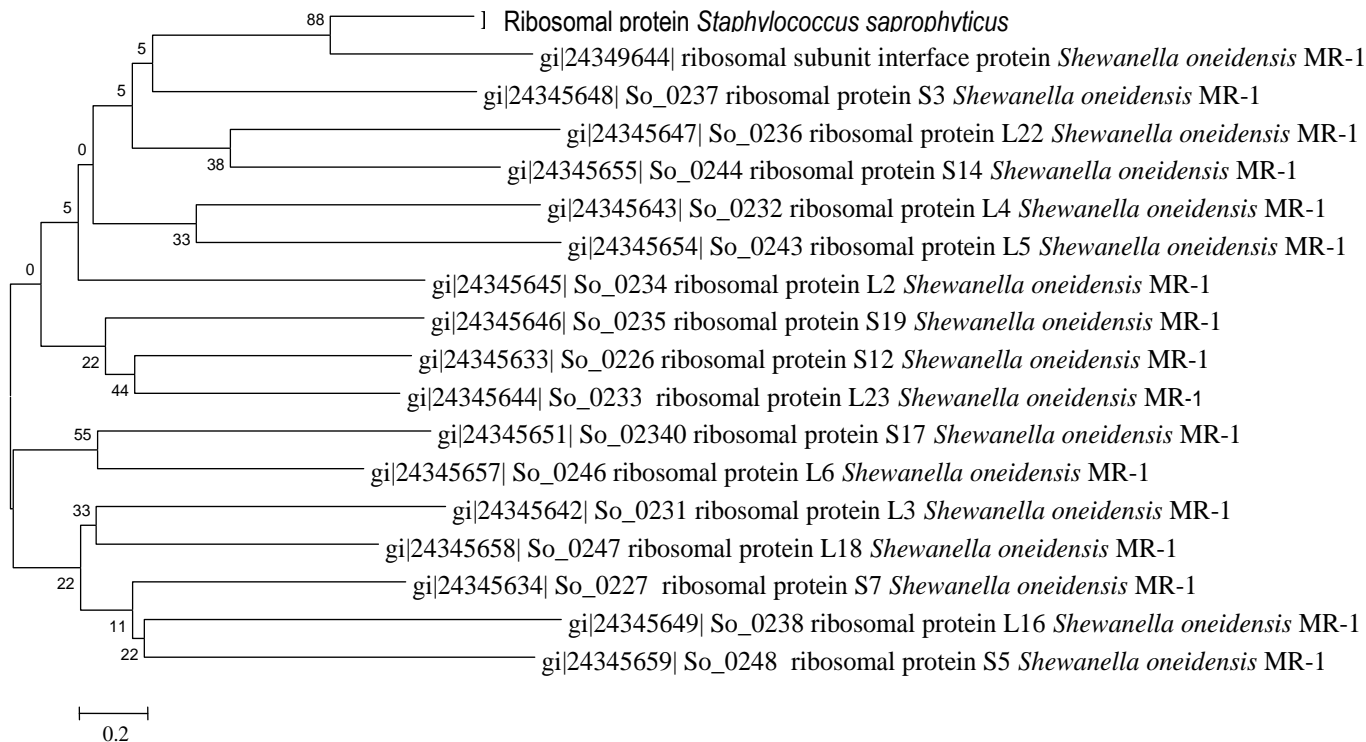 88
] Ribosomal protein Staphylococcus saprophyticus
5
gi|24349644| ribosomal subunit interface protein Shewanella oneidensis MR-1
5
gi|24345648| So_0237 ribosomal protein S3 Shewanella oneidensis MR-1
gi|24345647| So_0236 ribosomal protein L22 Shewanella oneidensis MR-1
0
38
gi|24345655| So_0244 ribosomal protein S14 Shewanella oneidensis MR-1
5
gi|24345643| So_0232 ribosomal protein L4 Shewanella oneidensis MR-1
33
gi|24345654| So_0243 ribosomal protein L5 Shewanella oneidensis MR-1
0
gi|24345645| So_0234 ribosomal protein L2 Shewanella oneidensis MR-1
gi|24345646| So_0235 ribosomal protein S19 Shewanella oneidensis MR-1
22
gi|24345633| So_0226 ribosomal protein S12 Shewanella oneidensis MR-1
44
gi|24345644| So_0233 ribosomal protein L23 Shewanella oneidensis MR-1
55
gi|24345651| So_02340 ribosomal protein S17 Shewanella oneidensis MR-1
gi|24345657| So_0246 ribosomal protein L6 Shewanella oneidensis MR-1
33
gi|24345642| So_0231 ribosomal protein L3 Shewanella oneidensis MR-1
gi|24345658| So_0247 ribosomal protein L18 Shewanella oneidensis MR-1
22
gi|24345634| So_0227 ribosomal protein S7 Shewanella oneidensis MR-1
11
gi|24345649| So_0238 ribosomal protein L16 Shewanella oneidensis MR-1
22
gi|24345659| So_0248 ribosomal protein S5 Shewanella oneidensis MR-1
0.2